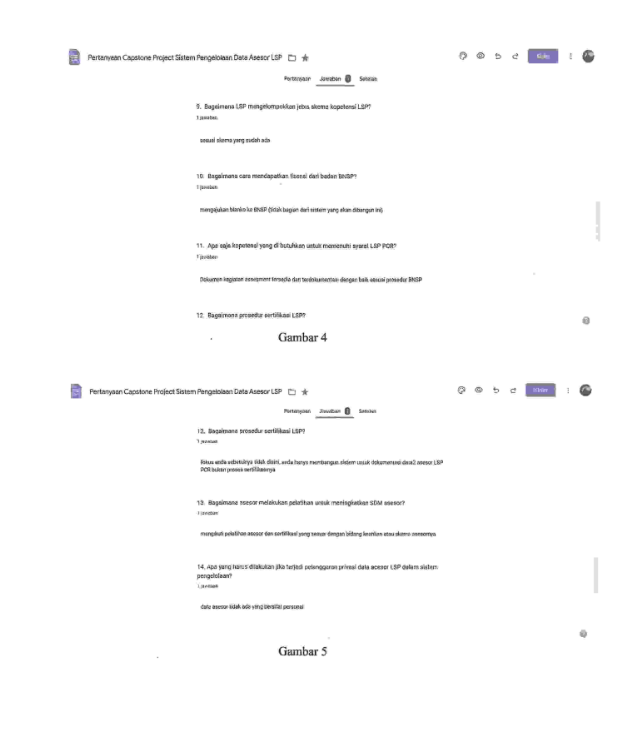 Pertanyaan Capstone Project Sistem Pengelolaan Data Asesor LSP
Kirim
Pertanyaan Jawaban 1 Setelan
9. Bagaimana LSP mengelompokkan jenis skema kopetensi LSP?
1 jawaban
sesuai skema yang sudah ada
10. Bagaimana cara mendapatkan lisensi dari badan BNSP?
1 jawaban
mengajukan blanko ke BNSP (tidak bagian dari sistem yang akan dibangun ini)
11. Apa saja kopetensi yang di butuhkan untuk memenuhi syarat LSP PCR?
1 jawaban
Dokumen kegiatan assesment tersedia dan terdokumentasi dengan baik sesuai prosedur BNSP
12. Bagaimana prosedur sertifikasi LSP?
Gambar 4
Pertanyaan Capstone Project Sistem Pengelolaan Data Asesor LSP
Kirim
Pertanyaan Jawaban 1 Setelan
12. Bagaimana prosedur sertifikasi LSP?
1 jawaban
fokus anda sebetulnya tidak disini, anda hanya membangun sistem untuk dokumentasi data2 asesor LSP
PCR bukan proses sertifikasinya
13. Bagaimana asesor melakukan pelatihan untuk meningkatkan SDM asesor?
1 jawaban
mengikuti pelatihan asesor dan sertifikasi yang sesuai dengan bidang keahlian atau skema asesornya
14. Apa yang harus dilakukan jika terjadi pelanggaran privasi data asesor LSP dalam sistem
pengelolaan?
1 jawaban
data asesor tidak ada yang bersifat personal
Gambar 5